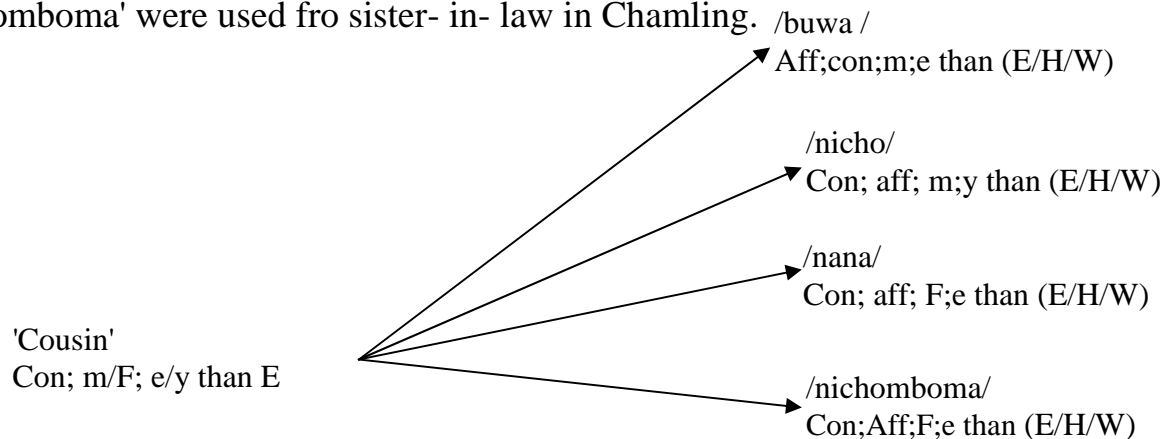 omboma' were used fro sister- in- law in Chamling.
/buwa /
Aff;con;m;e than (E/H/W)
/nicho/
Con; aff; m;y than (E/H/W)
/nana/
Con; aff; F;e than (E/H/W)
'Cousin'
Con; m/F; e/y than E
/nichomboma/
Con;Aff;F;e than (E/H/W)